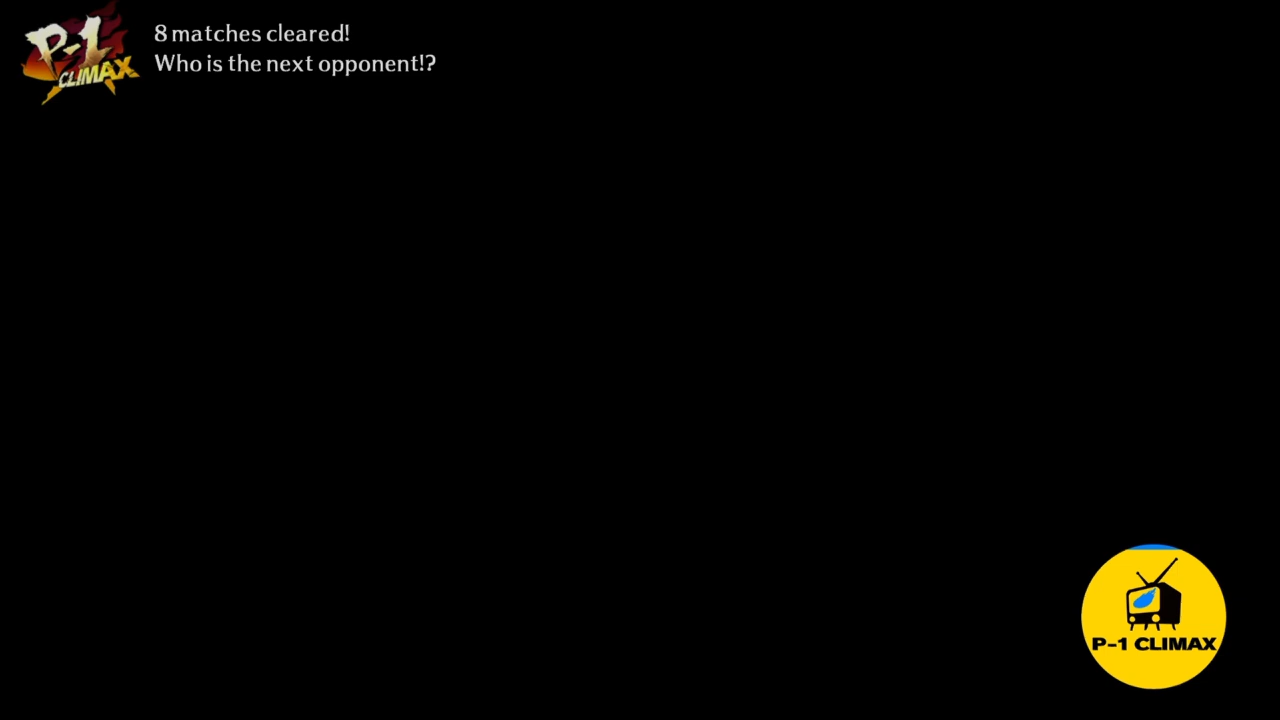 P-1
CLIMAX
8 matches cleared!
Who is the next opponent!?
P-1 CLIMAX